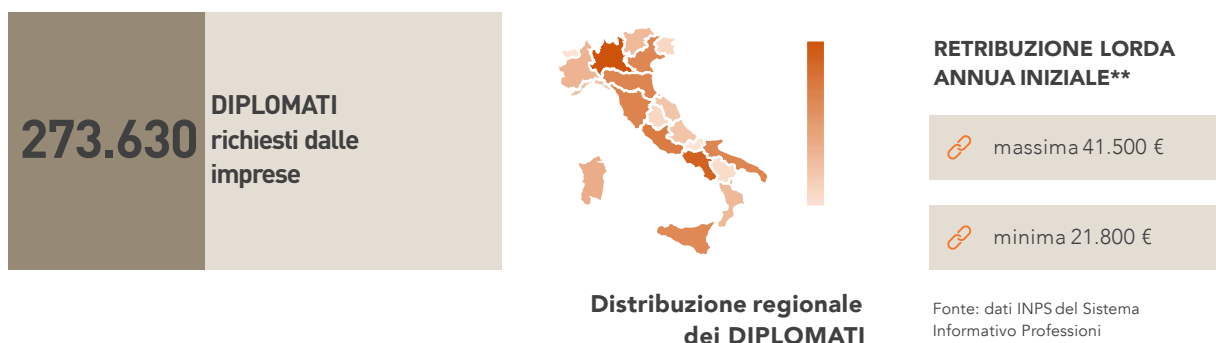 273.630
DIPLOMATI
richiesti dalle
imprese
Distribuzione regionale
dei DIPLOMATI
RETRIBUZIONE LORDA
ANNUA INIZIALE**
massima 41.500 €
minima 21.800 €
Fonte: dati INPS del Sistema
Informativo Professioni